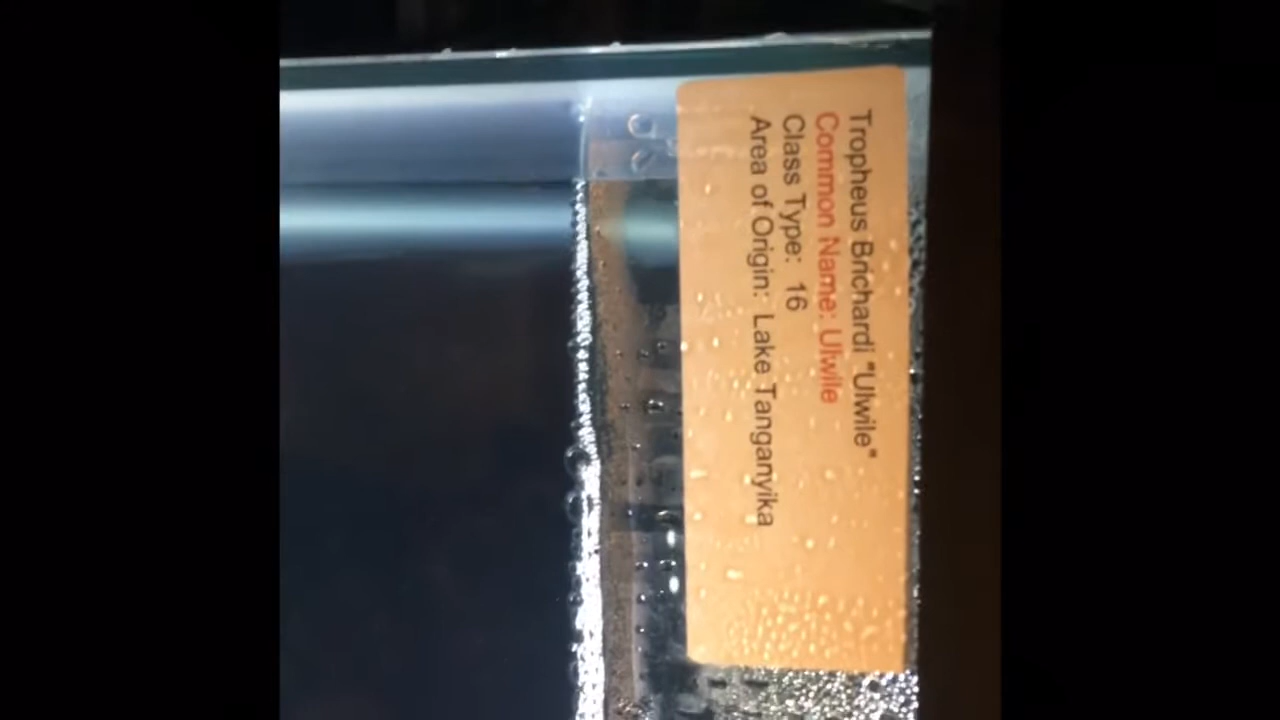 Tropheus Brichardi "Ulwile"
Common Name: Ulwile
Class Type: 16
Area of Origin: Lake Tanganyika